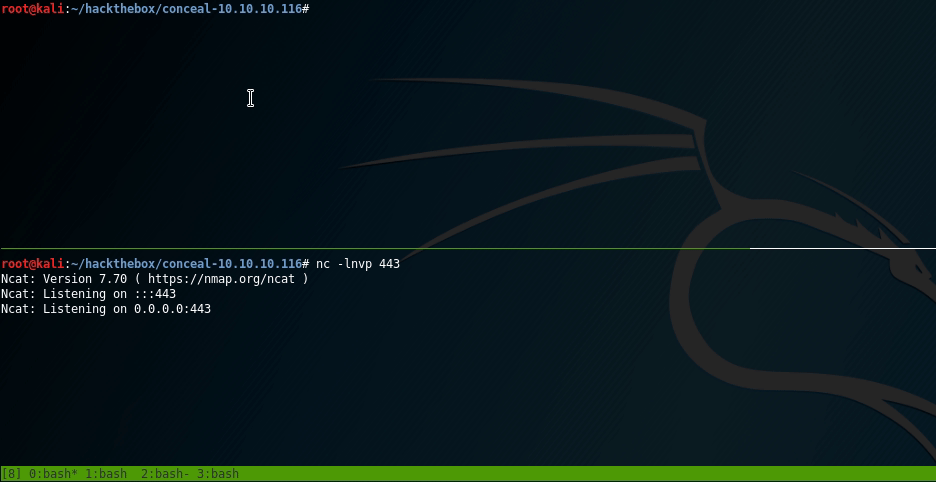 root@kali:~/hackthebox/conceal-10.10.10.116#
root@kali:~/hackthebox/conceal-10.10.10.116# nc -lnvp 443
Ncat: Version 7.70 ( https://nmap.org/ncat )
Ncat: Listening on :::443
Ncat: Listening on 0.0.0.0:443
[8] 0:bash* 1:bash  2:bash- 3:bash